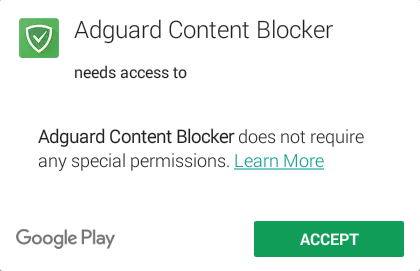 Adguard Content Blocker
needs access to
Adguard Content Blocker does not require
any special permissions. Learn More
Google Play
ACCEPT